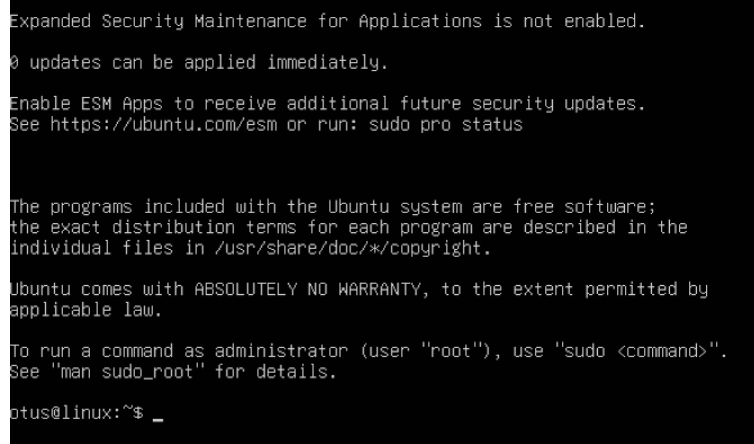 Expanded Security Maintenance for Applications is not enabled.
0 updates can be applied immediately.
Enable ESM Apps to receive additional future security updates.
See https://ubuntu.com/esm or run: sudo pro status
The programs included with the Ubuntu system are free software;
the exact distribution terms for each program are described in the
individual files in /usr/share/doc/*/copyright.
Ubuntu comes with ABSOLUTELY NO WARRANTY, to the extent permitted by
applicable law.
To run a command as administrator (user "root"), use "sudo <command>".
See "man sudo_root" for details.
otus@linux:~$ _